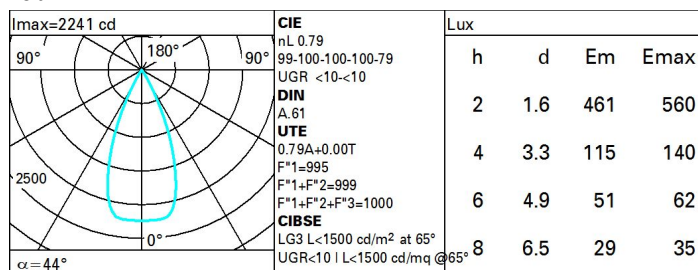 Imax=2241 cd
90°
180°
90°
2500
0°
α=44°
CIE
nL 0.79
99-100-100-100-79
UGR <10-<10
DIN
A.61
UTE
0.79A+0.00T
F"1=995
F"1+F"2=999
F"1+F"2+F"3=1000
CIBSE
LG3 L<1500 cd/m² at 65°
UGR<10 | L<1500 cd/mq @65°
Lux
h d Em Emax
2 1.6 461 560
4 3.3 115 140
6 4.9 51 62
8 6.5 29 35